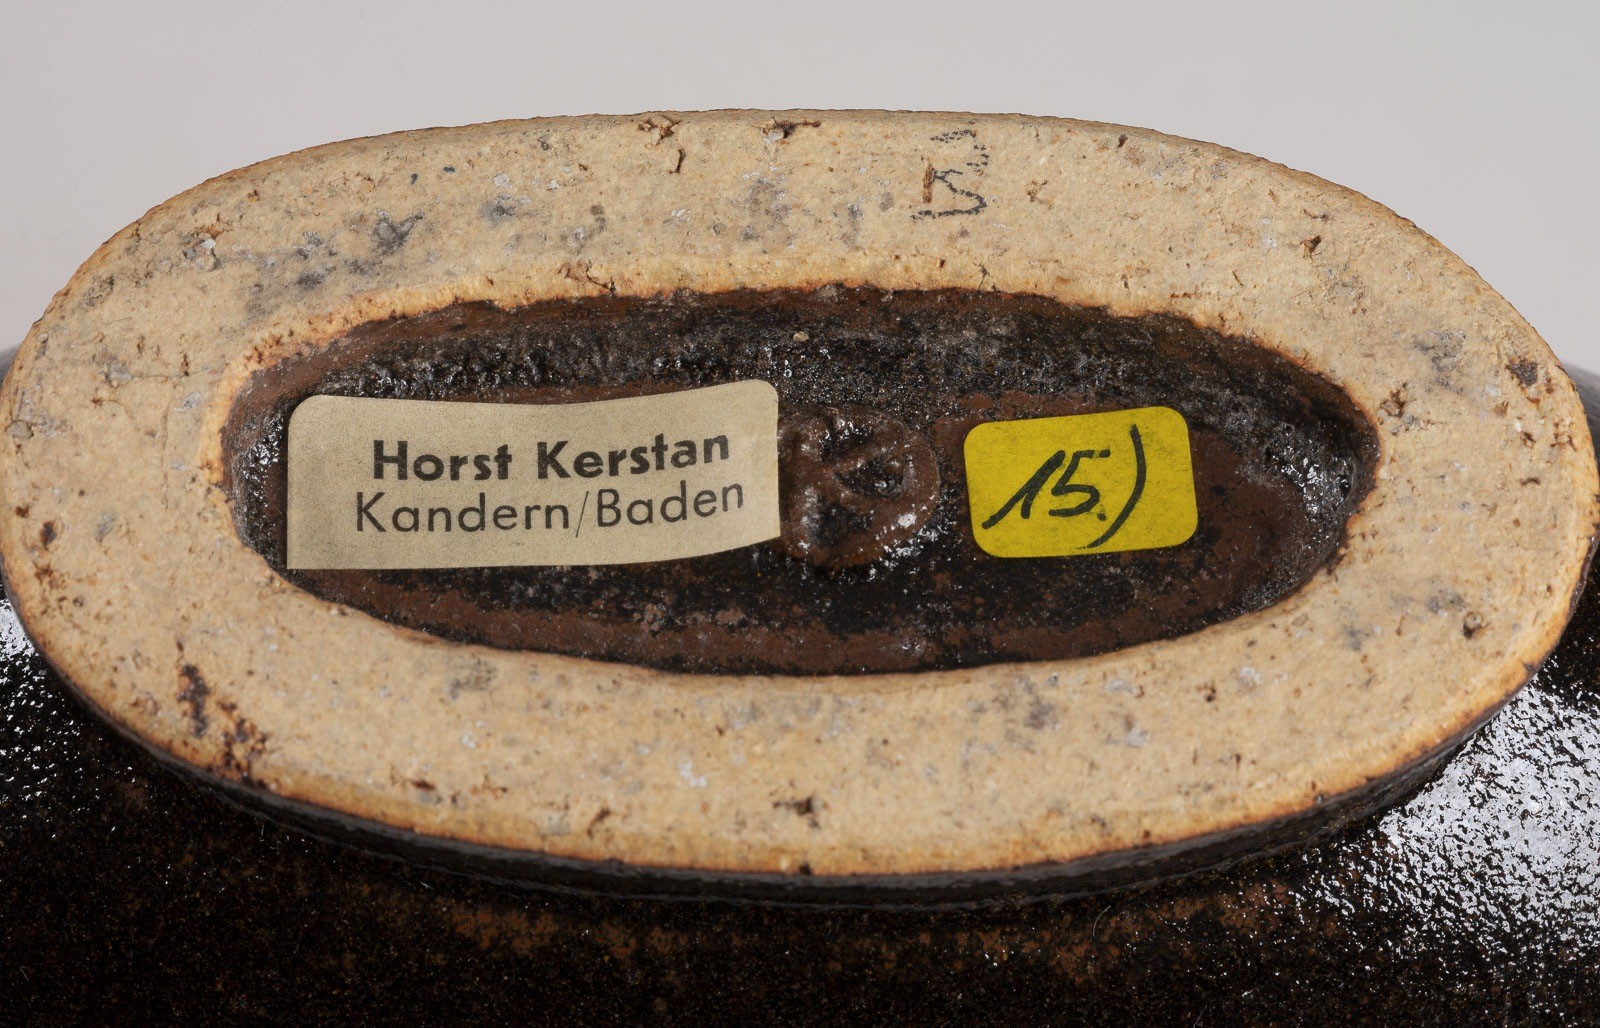 Horst Kerstan
Kandern/Baden
15.)